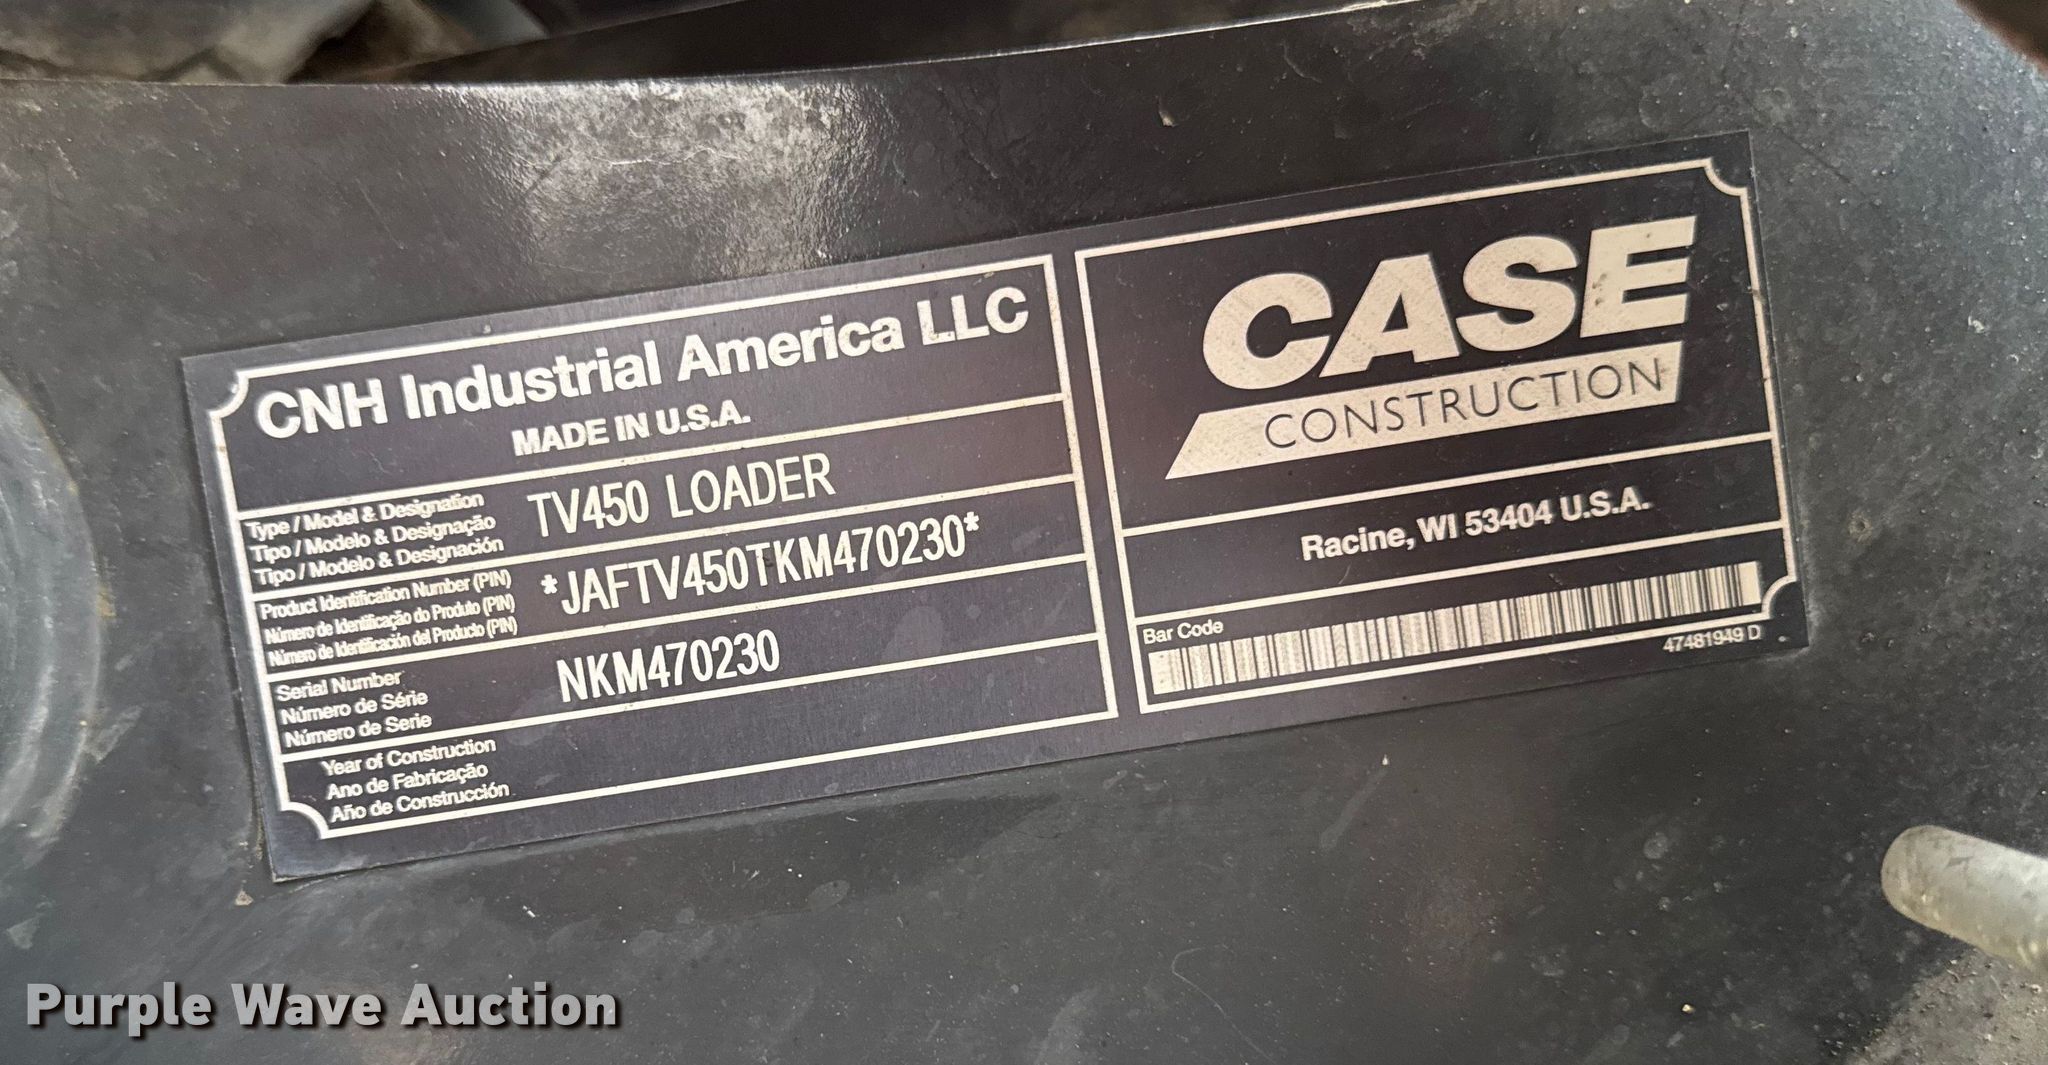 CNH Industrial America LLC
MADE IN U.S.A.
Type / Model & Designation
Tipo / Modelo & Designação
Tipo / Modelo & Designación
TV450 LOADER
Product Identification Number (PIN)
Número de Identificação do Produto (PIN)
Número de Identificación del Producto (PIN)
*JAFTV450TKM470230*
Serial Number
Número de Série
Número de Serie
NKM470230
Year of Construction
Ano de Fabricação
Año de Construcción
CASE
CONSTRUCTION
Racine, WI 53404 U.S.A.
Bar Code
47481949 D
Purple Wave Auction